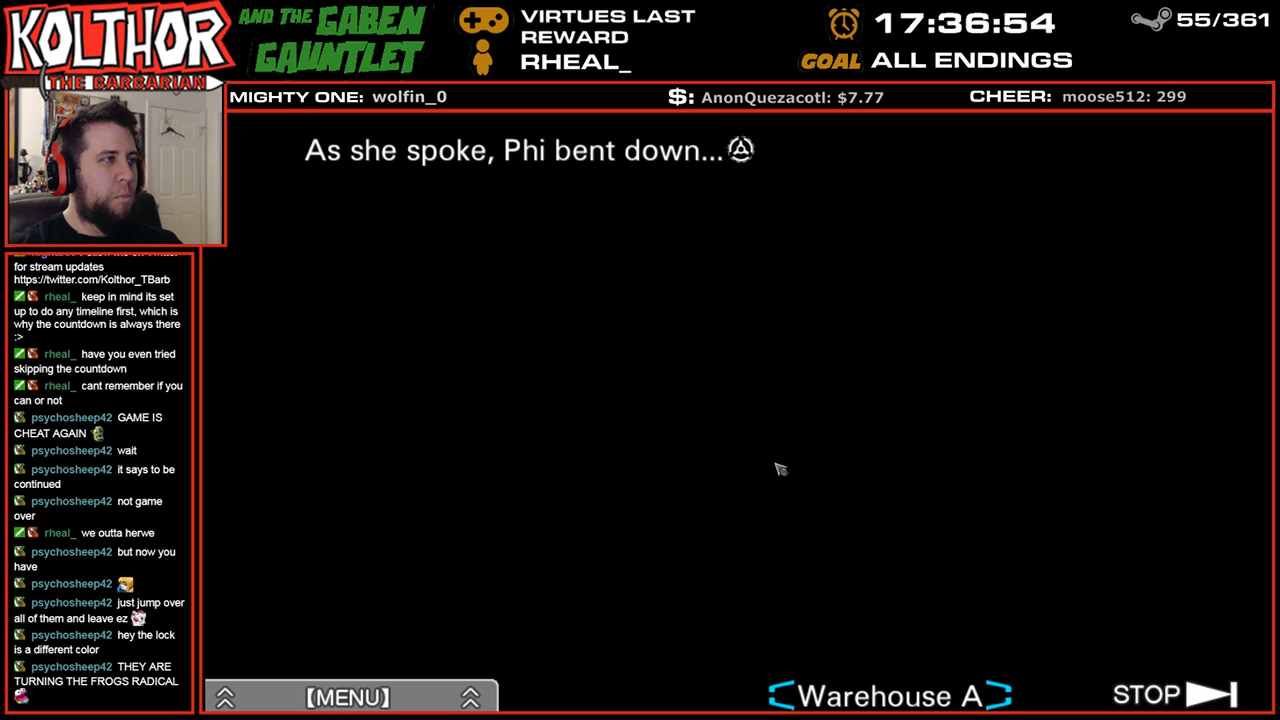 KOLTHOR
THE BARBARIAN
AND THE GABEN
GAUNTLET
VIRTUES LAST
REWARD
RHEAL_
17:36:54
GOAL ALL ENDINGS
55/361
MIGHTY ONE: wolfin_0
$: AnonQuezacotl: $7.77
CHEER: moose512: 299
As she spoke, Phi bent down...
for stream updates
https://twitter.com/Kolthor_TBarb
rheal_ keep in mind its set
up to do any timeline first, which is
why the countdown is always there
:>
rheal_ have you even tried
skipping the countdown
rheal_ cant remember if you
can or not
psychosheep42 GAME IS
CHEAT AGAIN
psychosheep42 wait
psychosheep42 it says to be
continued
psychosheep42 not game
over
rheal_ we outta herwe
psychosheep42 but now you
have
psychosheep42
psychosheep42 just jump over
all of them and leave ez
psychosheep42 hey the lock
is a different color
psychosheep42 THEY ARE
TURNING THE FROGS RADICAL
[MENU]
Warehouse A
STOP